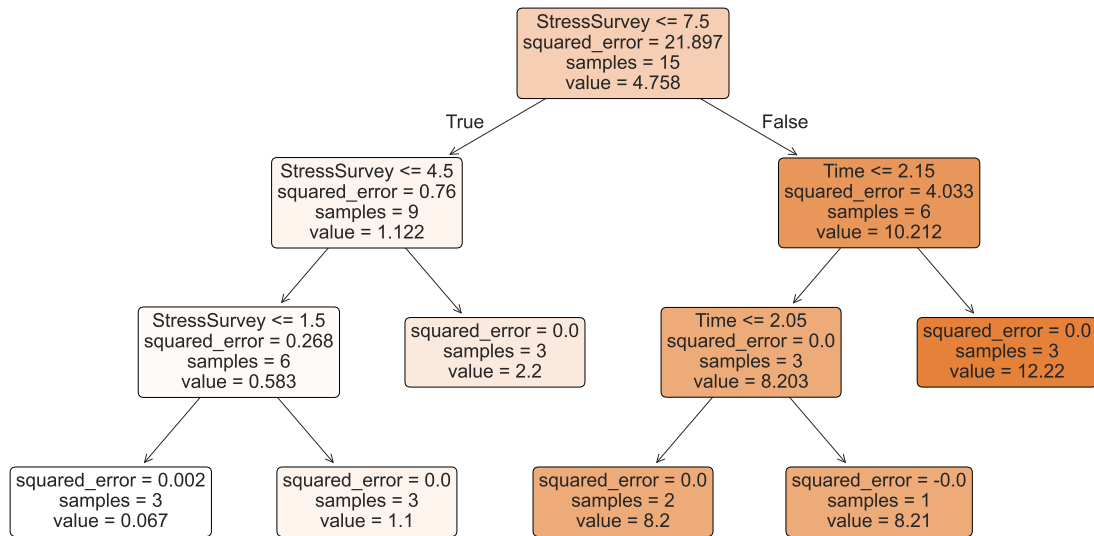 StressSurvey <= 7.5
squared_error = 21.897
samples = 15
value = 4.758
True
False
StressSurvey <= 4.5
squared_error = 0.76
samples = 9
value = 1.122
Time <= 2.15
squared_error = 4.033
samples = 6
value = 10.212
StressSurvey <= 1.5
squared_error = 0.268
samples = 6
value = 0.583
squared_error = 0.0
samples = 3
value = 2.2
Time <= 2.05
squared_error = 0.0
samples = 3
value = 8.203
squared_error = 0.0
samples = 3
value = 12.22
squared_error = 0.002
samples = 3
value = 0.067
squared_error = 0.0
samples = 3
value = 1.1
squared_error = 0.0
samples = 2
value = 8.2
squared_error = -0.0
samples = 1
value = 8.21